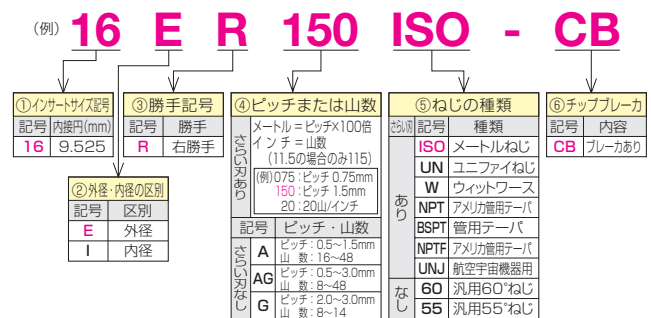 (例) 16 E R 150 ISO - CB
①インサートサイズ記号
記号 内接円(mm)
16 9.525
②外径・内径の区別
記号 区別
E 外径
I 内径
③勝手記号
記号 勝手
R 右勝手
④ピッチまたは山数
さらい刃あり
メートル=ピッチ×100倍
インチ=山数
(11.5の場合のみ115)
(例)075:ピッチ 0.75mm
150:ピッチ 1.5mm
20:20山/インチ
記号 ピッチ・山数
さらい刃なし
A ピッチ:0.5~1.5mm
山 数:16~48
AG ピッチ:0.5~3.0mm
山 数:8~48
G ピッチ:2.0~3.0mm
山 数:8~14
⑤ねじの種類
さらい刃 記号 種類
あり
ISO メートルねじ
UN ユニファイねじ
W ウィットワース
NPT アメリカ管用テーパ
BSPT 管用テーパ
NPTF アメリカ管用テーパ
UNJ 航空宇宙機器用
なし
60 汎用60°ねじ
55 汎用55°ねじ
⑥チップブレーカ
記号 内容
CB ブレーカあり